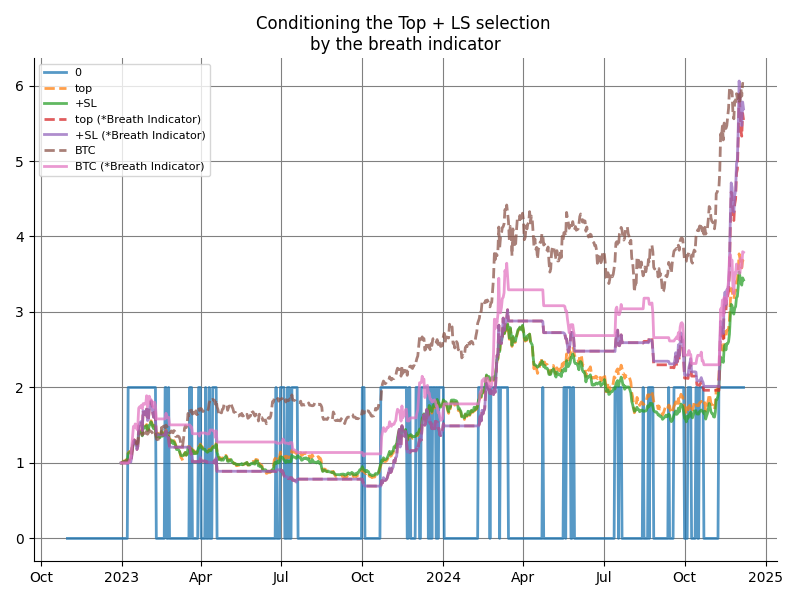 Conditioning the Top + LS selection
by the breath indicator
0
top
+SL
top (*Breath Indicator)
+SL (*Breath Indicator)
BTC
BTC (*Breath Indicator)
6
5
4
3
2
1
0
Oct 2023 Apr Jul Oct 2024 Apr Jul Oct 2025